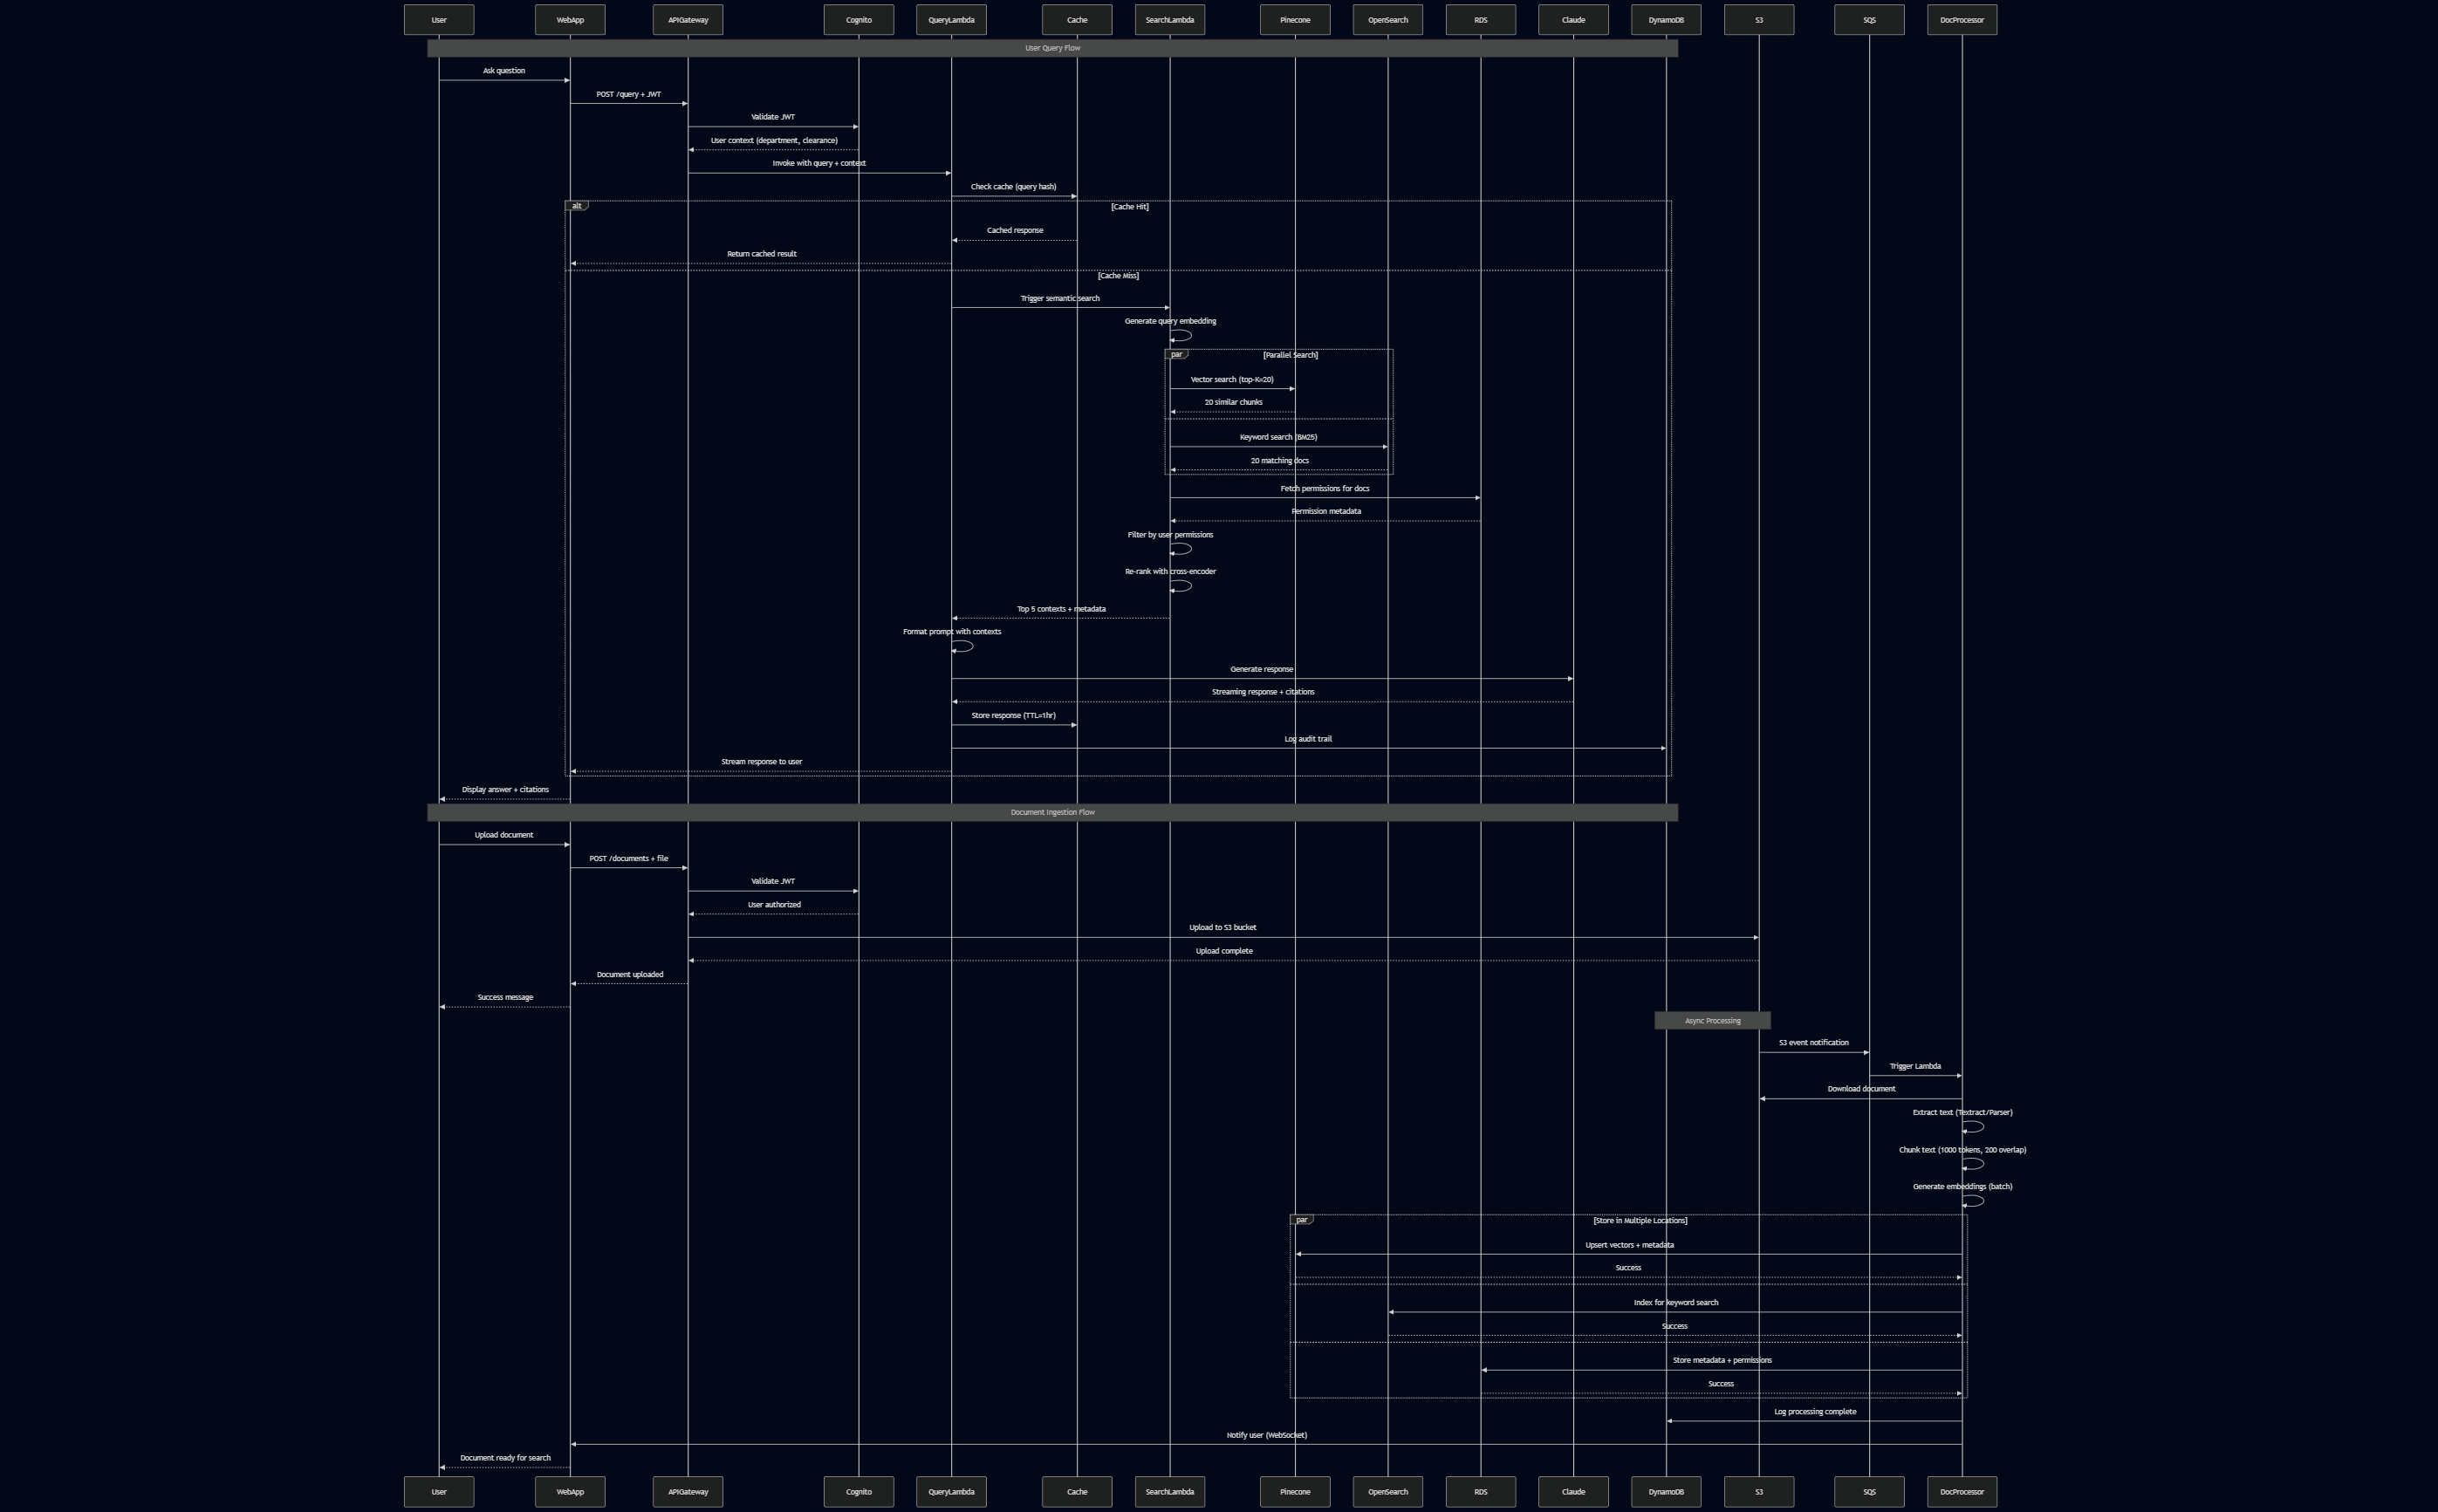 User
WebApp
APIGateway
Cognito
QueryLambda
Cache
SearchLambda
Pinecone
OpenSearch
RDS
Claude
DynamoDB
S3
SQS
DocProcessor
User Query Flow
Ask question
POST /query + JWT
Validate JWT
User context (department, clearance)
Invoke with query + context
Check cache (query hash)
alt
[Cache Hit]
Cached response
Return cached result
[Cache Miss]
Trigger semantic search
Generate query embedding
par
[Parallel Search]
Vector search (top-K=20)
20 similar chunks
Keyword search (BM25)
20 matching docs
Fetch permissions for docs
Permission metadata
Filter by user permissions
Re-rank with cross-encoder
Top 5 contexts + metadata
Format prompt with contexts
Generate response
Streaming response + citations
Store response (TTL=1hr)
Log audit trail
Stream response to user
Display answer + citations
Document Ingestion Flow
Upload document
POST /documents + file
Validate JWT
User authorized
Upload to S3 bucket
Upload complete
Document uploaded
Success message
Async Processing
S3 event notification
Trigger Lambda
Download document
Extract text (Textract/Parser)
Chunk text (1000 tokens, 200 overlap)
Generate embeddings (batch)
par
[Store in Multiple Locations]
Upsert vectors + metadata
Success
Index for keyword search
Success
Store metadata + permissions
Success
Log processing complete
Notify user (WebSocket)
Document ready for search
User
WebApp
APIGateway
Cognito
QueryLambda
Cache
SearchLambda
Pinecone
OpenSearch
RDS
Claude
DynamoDB
S3
SQS
DocProcessor